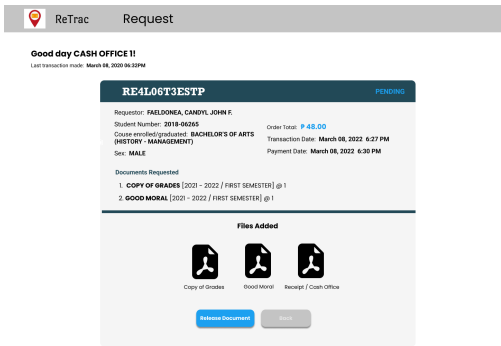 ReTrac
Request
Good day CASH OFFICE 1!
Last transaction made: March 08, 2020 06:32PM
RE4L06T3ESTP
PENDING
Requestor: FAELDONEA, CANDYL JOHN F.
Student Number: 2018-06265
Couse enrolled/graduated: BACHELOR'S OF ARTS
(HISTORY - MANAGEMENT)
Sex: MALE
Order Total: ₱ 48.00
Transaction Date: March 08, 2022 6:27 PM
Payment Date: March 08, 2022 6:30 PM
Documents Requested
1. COPY OF GRADES [2021 - 2022 / FIRST SEMESTER] @ 1
2. GOOD MORAL [2021 - 2022 / FIRST SEMESTER] @ 1
Files Added
Copy of Grades
Good Moral
Receipt / Cash Office
Release Document
Back